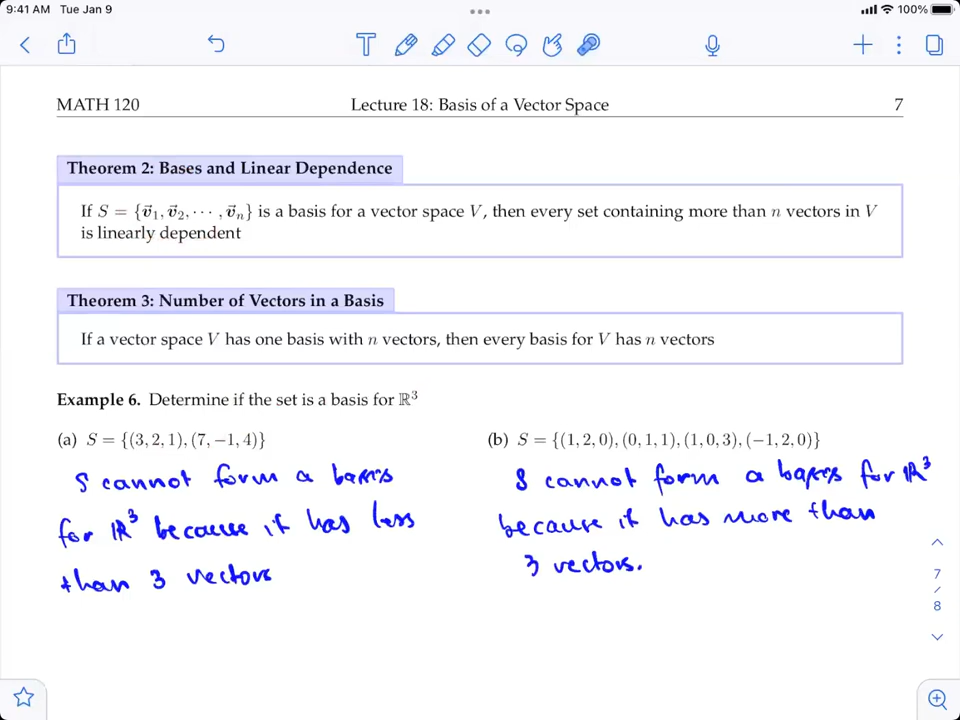 9:41 AM Tue Jan 9 100%
MATH 120 Lecture 18: Basis of a Vector Space 7
Theorem 2: Bases and Linear Dependence
If S = {v⃗₁, v⃗₂, ⋯ , v⃗ₙ} is a basis for a vector space V, then every set containing more than n vectors in V
is linearly dependent
Theorem 3: Number of Vectors in a Basis
If a vector space V has one basis with n vectors, then every basis for V has n vectors
Example 6. Determine if the set is a basis for ℝ³
(a) S = {(3, 2, 1), (7, −1, 4)}
S cannot form a basis
for ℝ³ because it has less
than 3 vectors
(b) S = {(1, 2, 0), (0, 1, 1), (1, 0, 3), (−1, 2, 0)}
S cannot form a basis for ℝ³
because it has more than
3 vectors.
7
/
8